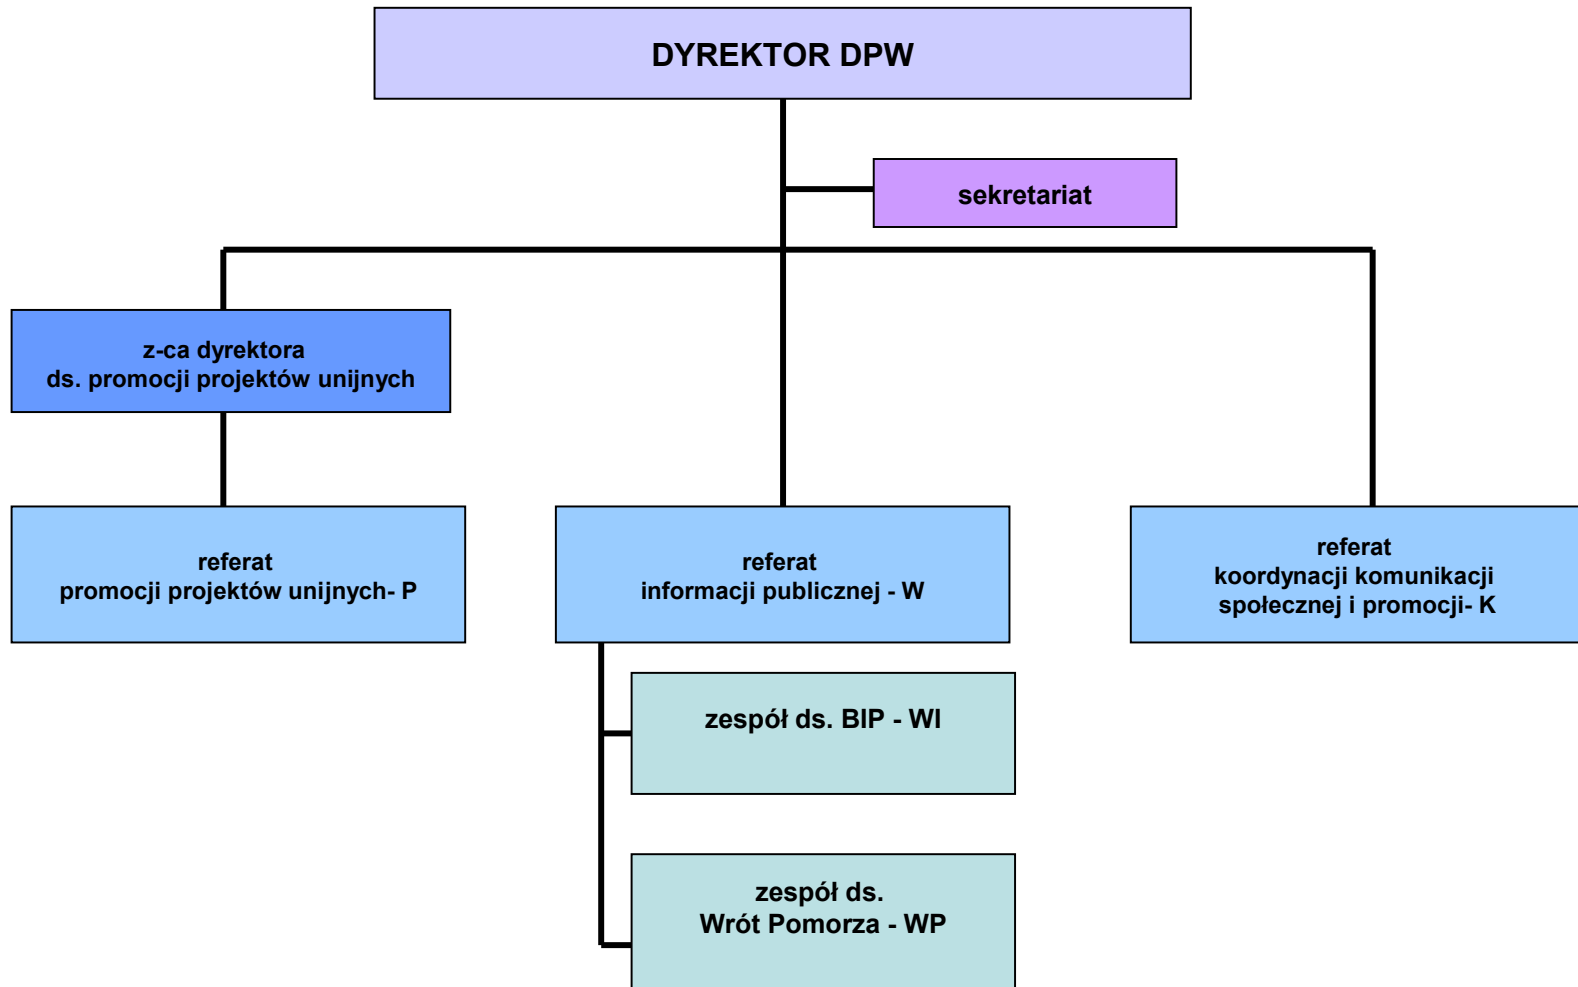 DYREKTOR DPW
sekretariat
z-ca dyrektora
ds. promocji projektów unijnych
referat
promocji projektów unijnych- P
referat
informacji publicznej - W
referat
koordynacji komunikacji
społecznej i promocji- K
zespół ds. BIP - WI
zespół ds.
Wrót Pomorza - WP